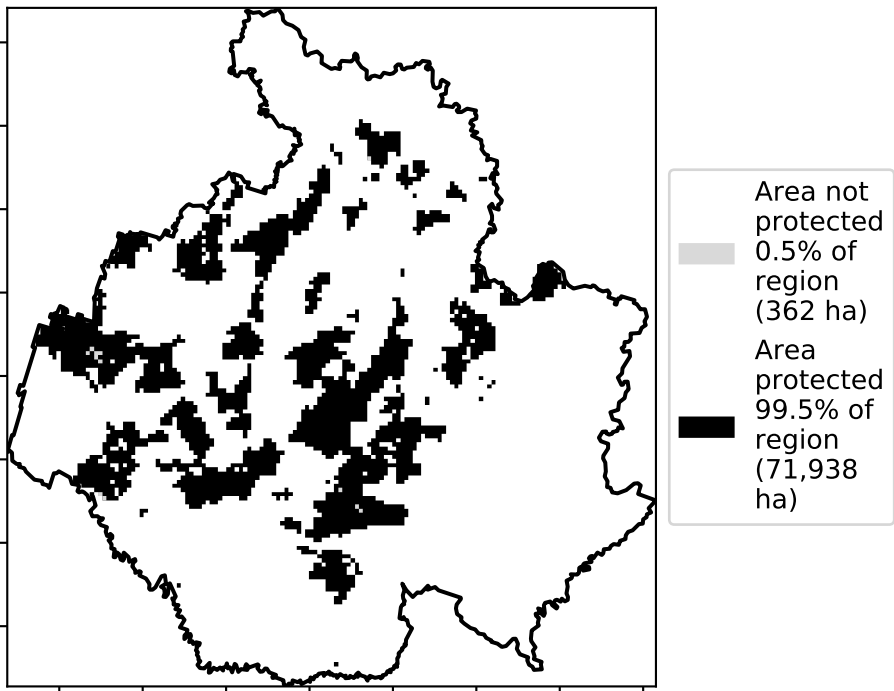 Area not
protected
0.5% of
region
(362 ha)
Area
protected
99.5% of
region
(71,938
ha)